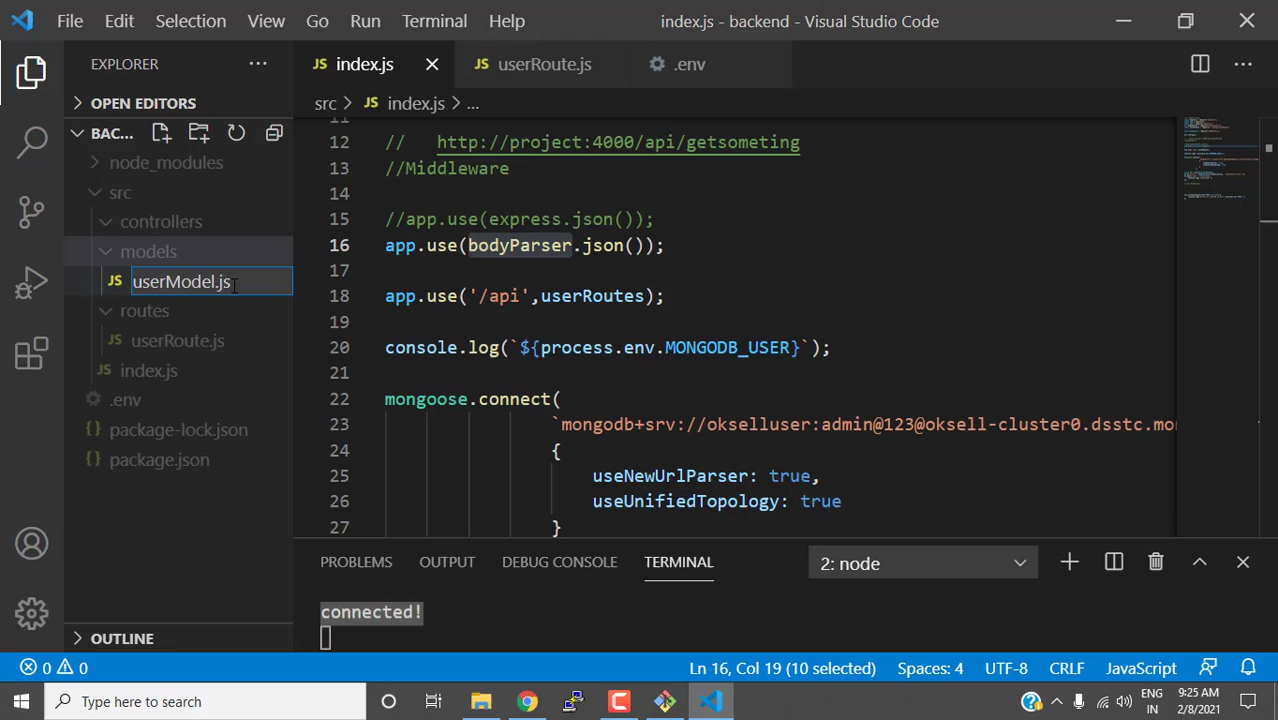 File Edit Selection View Go Run Terminal Help index.js - backend - Visual Studio Code
EXPLORER
JS index.js JS userRoute.js .env
OPEN EDITORS
src > JS index.js > ...
BAC...
node_modules
src
controllers
models
JS userModel.js
routes
JS userRoute.js
JS index.js
.env
{} package-lock.json
{} package.json
OUTLINE
12 // http://project:4000/api/getsometing
13 //Middleware
14
15 //app.use(express.json());
16 app.use(bodyParser.json());
17
18 app.use('/api',userRoutes);
19
20 console.log(`${process.env.MONGODB_USER}`);
21
22 mongoose.connect(
23 `mongodb+srv://okselluser:admin@123@oksell-cluster0.dsstc.mo
24 {
25 useNewUrlParser: true,
26 useUnifiedTopology: true
27 }
PROBLEMS OUTPUT DEBUG CONSOLE TERMINAL 2: node
connected!
0 0 Ln 16, Col 19 (10 selected) Spaces: 4 UTF-8 CRLF JavaScript
Type here to search
ENG
IN
9:25 AM
2/8/2021